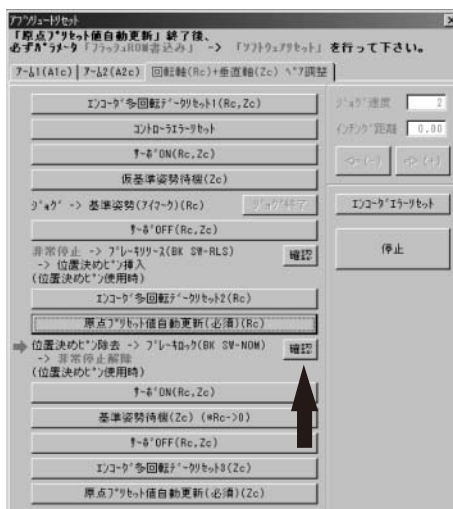 アブソリュートリセット
「原点プリセット値自動更新」終了後、
必ずパラメータ「フラッシュROM書込み」 -> 「ソフトウェアリセット」を行って下さい。
アーム1(A1c) アーム2(A2c) 回転軸(Rc)+垂直軸(Zc) ペア調整
エンコーダ多回転データリセット1(Rc,Zc)
コントローラエラーリセット
サーボON(Rc,Zc)
仮基準姿勢待機(Zc)
ジョグ -> 基準姿勢(アイマーク)(Rc) ジョグ終了
サーボOFF(Rc,Zc)
非常停止 -> ブレーキリリース(BK SW-RLS)
-> 位置決めピン挿入
(位置決めピン使用時)
確認
エンコーダ多回転データリセット2(Rc)
原点プリセット値自動更新(必須)(Rc)
位置決めピン除去 -> ブレーキロック(BK SW-NOM)
-> 非常停止解除
(位置決めピン使用時)
確認
サーボON(Rc,Zc)
基準姿勢待機(Zc) (*Rc->0)
サーボOFF(Rc,Zc)
エンコーダ多回転データリセット3(Zc)
原点プリセット値自動更新(必須)(Zc)
ジョグ速度 2
インチング距離 0.00
<- (-) -> (+)
エンコーダエラーリセット
停止